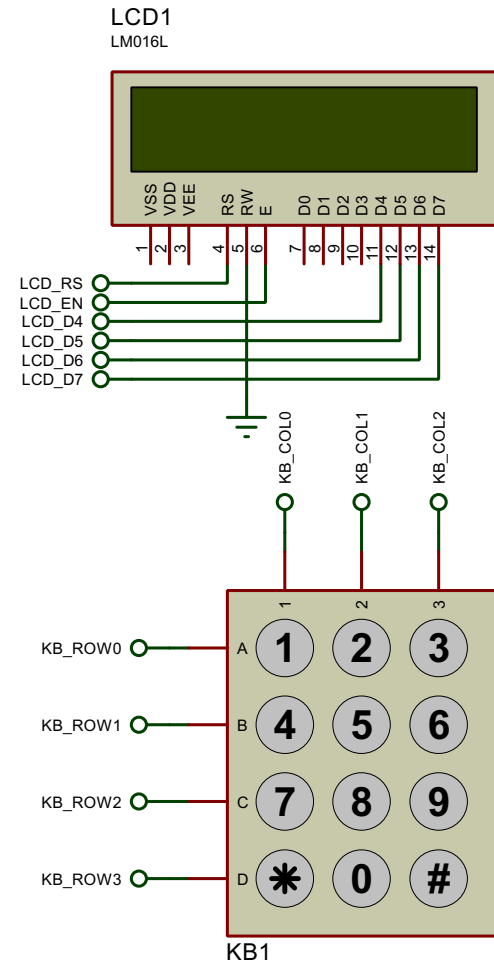 LCD1
LM016L
VSS VDD VEE RS RW E D0 D1 D2 D3 D4 D5 D6 D7
1 2 3 4 5 6 7 8 9 10 11 12 13 14
LCD_RS
LCD_EN
LCD_D4
LCD_D5
LCD_D6
LCD_D7
KB_COL0 KB_COL1 KB_COL2
1 2 3
KB_ROW0 A 1 2 3
KB_ROW1 B 4 5 6
KB_ROW2 C 7 8 9
KB_ROW3 D * 0 #
KB1